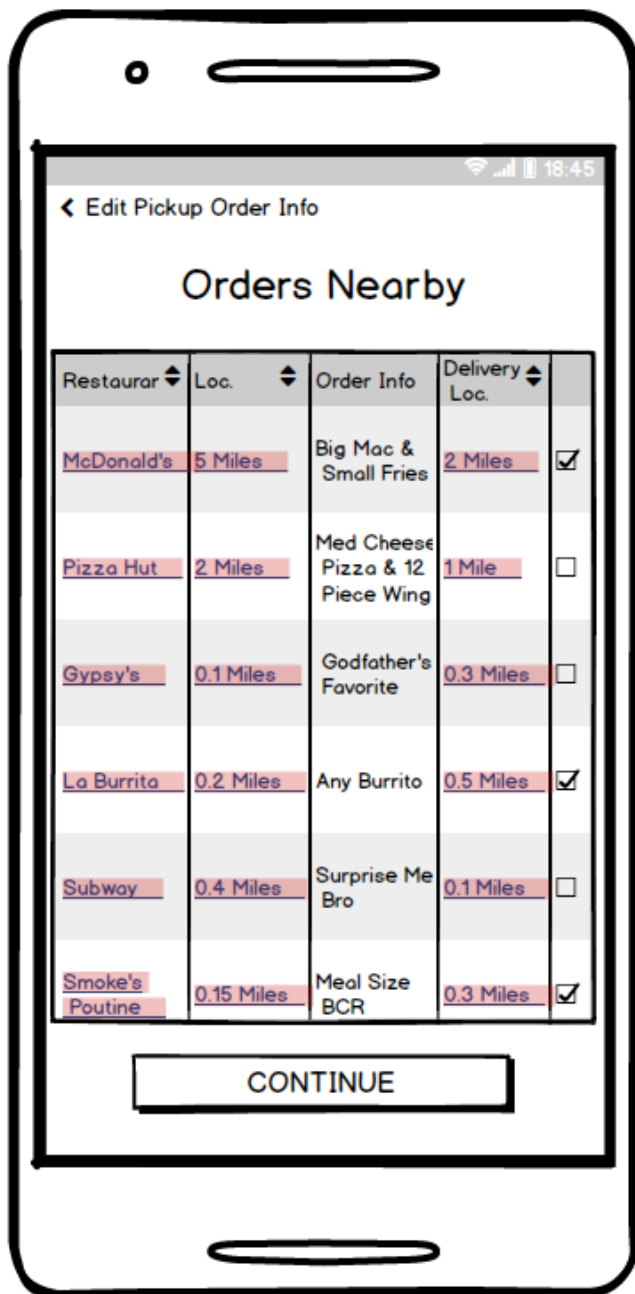 18:45
Edit Pickup Order Info
Orders Nearby
Restaurar Loc. Order Info Delivery
Loc.
McDonald's 5 Miles Big Mac &
Small Fries 2 Miles
Pizza Hut 2 Miles Med Cheese
Pizza & 12
Piece Wing 1 Mile
Gypsy's 0.1 Miles Godfather's
Favorite 0.3 Miles
La Burrita 0.2 Miles Any Burrito 0.5 Miles
Subway 0.4 Miles Surprise Me
Bro 0.1 Miles
Smoke's
Poutine 0.15 Miles Meal Size
BCR 0.3 Miles
CONTINUE